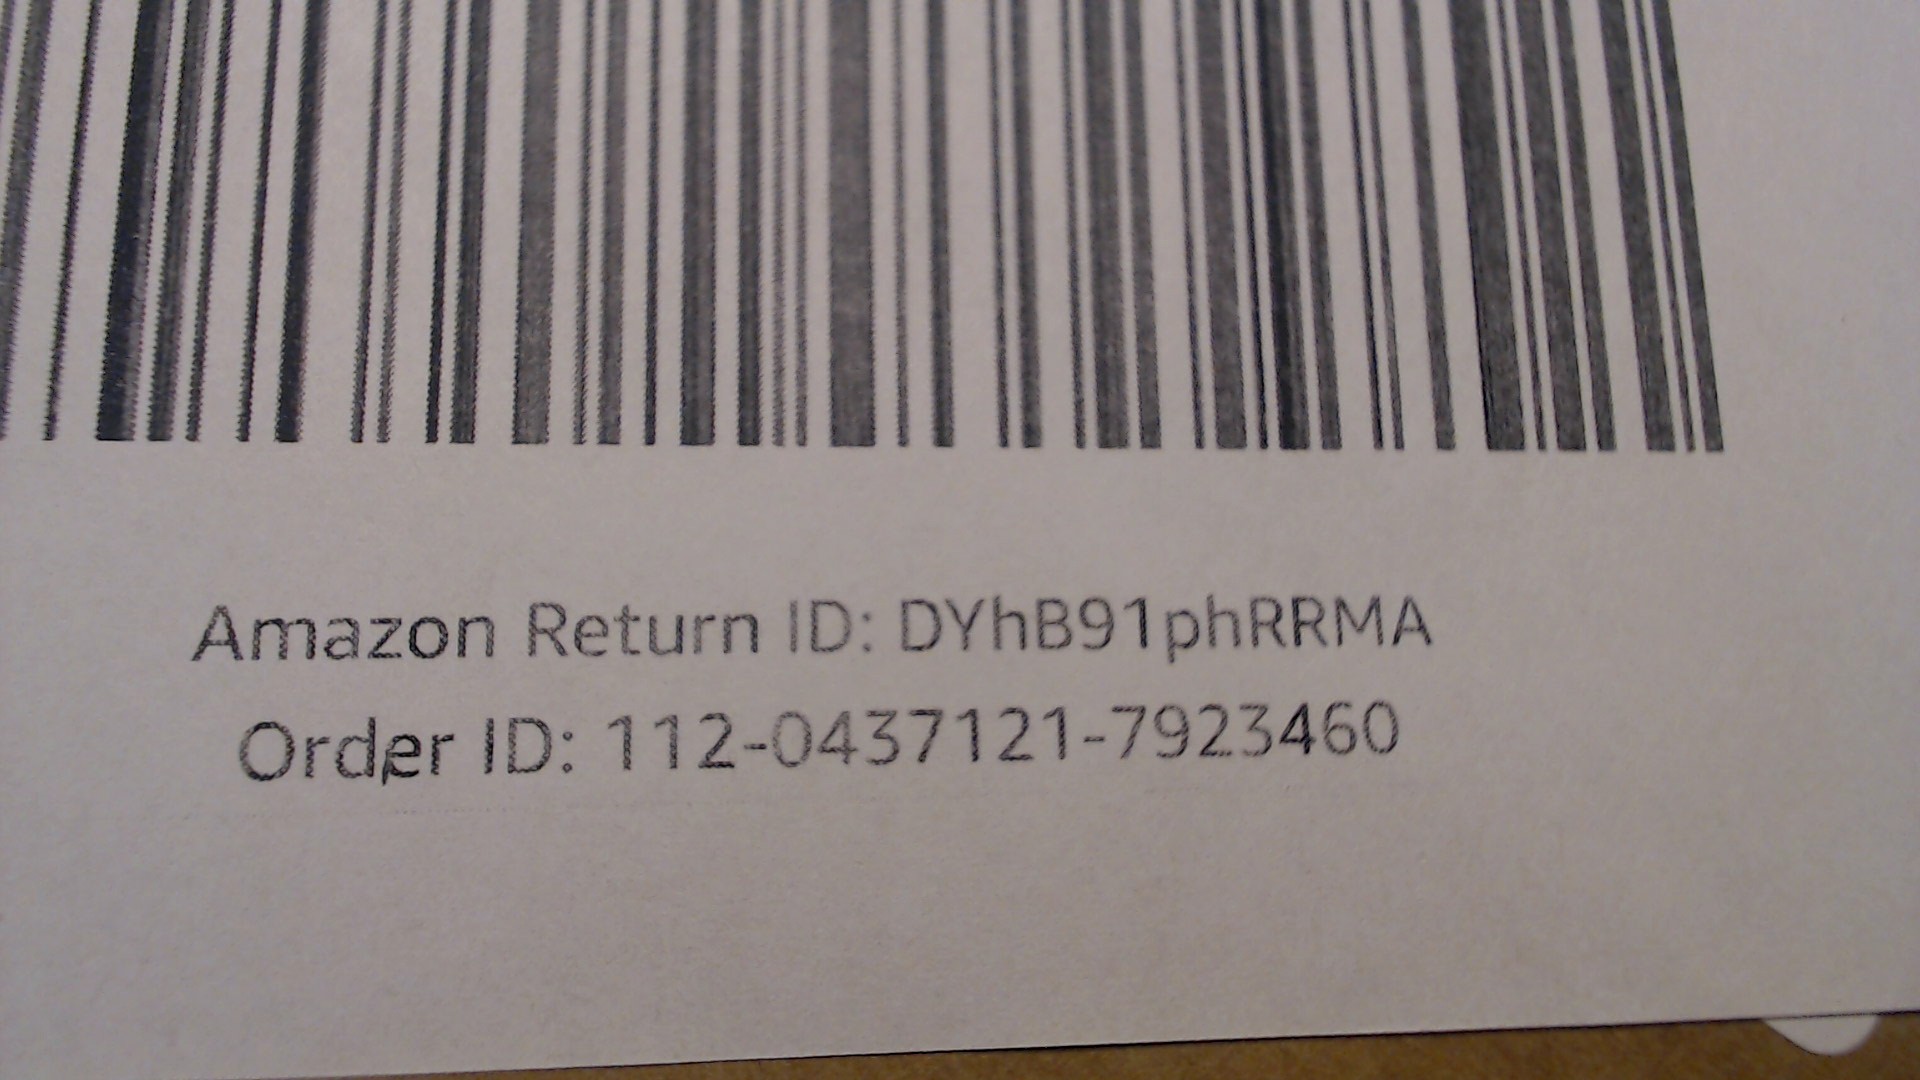 Amazon Return ID: DYhB91phRRMA
Order ID: 112-0437121-7923460